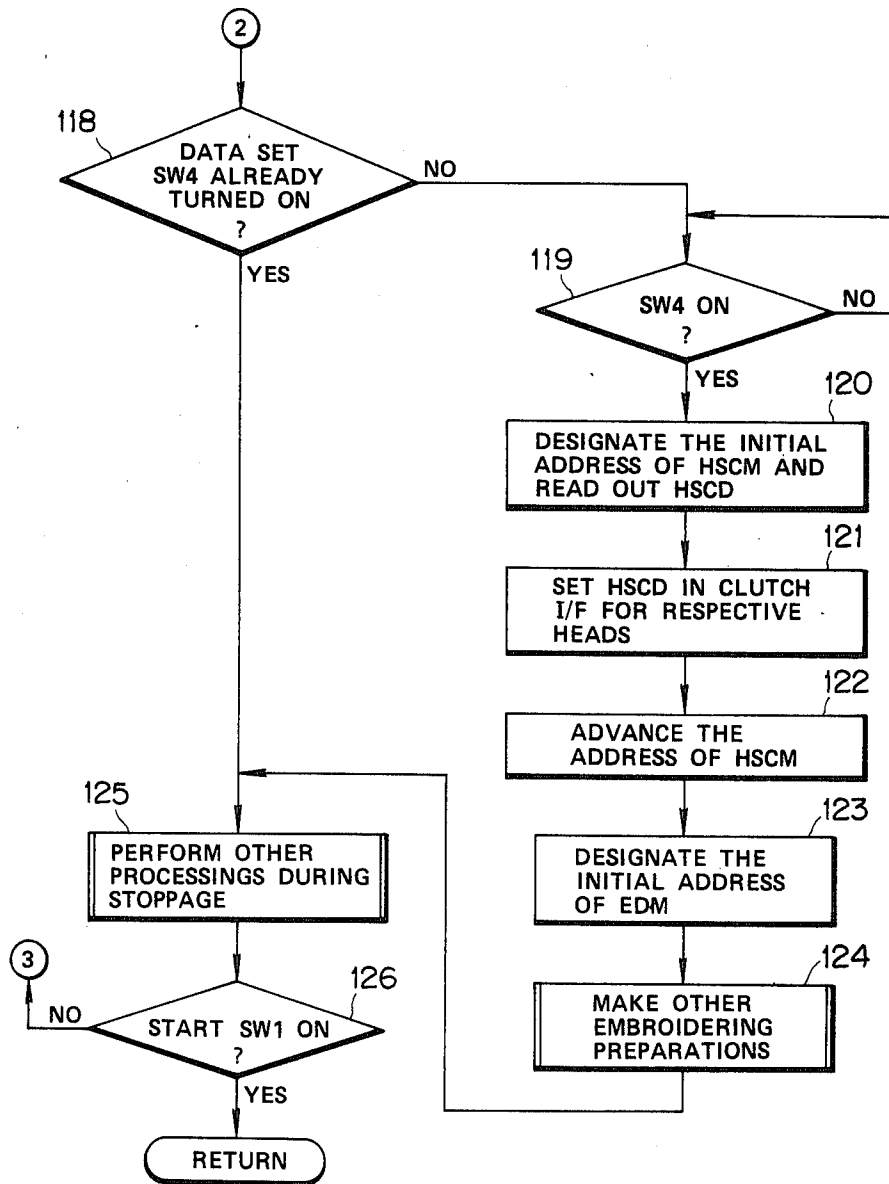 2
118
DATA SET
SW4 ALREADY
TURNED ON
?
NO
YES
119
SW4 ON
?
NO
YES
120
DESIGNATE THE INITIAL
ADDRESS OF HSCM AND
READ OUT HSCD
121
SET HSCD IN CLUTCH
I/F FOR RESPECTIVE
HEADS
122
ADVANCE THE
ADDRESS OF HSCM
123
DESIGNATE THE
INITIAL ADDRESS
OF EDM
124
MAKE OTHER
EMBROIDERING
PREPARATIONS
125
PERFORM OTHER
PROCESSINGS DURING
STOPPAGE
3
126
NO
START SW1 ON
?
YES
RETURN